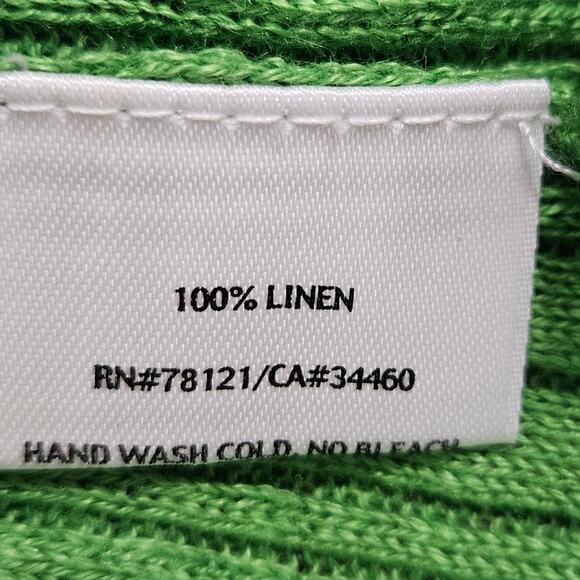 100% LINEN
RN#78121/CA#34460
HAND WASH COLD, NO BLEACH